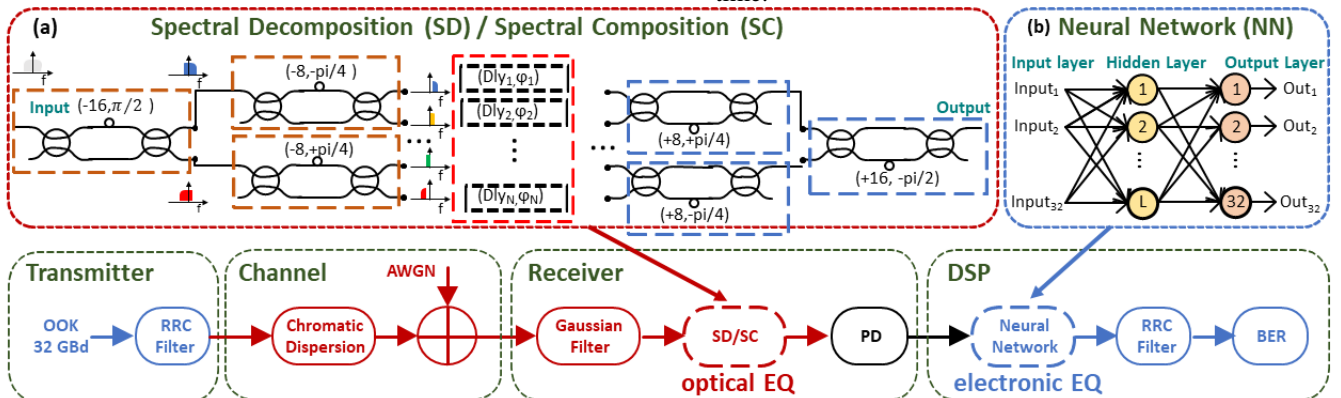 time.
(a) Spectral Decomposition (SD) / Spectral Composition (SC)
f
f
Input (-16,π/2 )
f
(-8,-pi/4 )
f
f
(-8,+pi/4)
f
f
...
(Dly₁,φ₁)
(Dly₂,φ₂)
⋮
(Dly_N,φ_N)
...
(+8,+pi/4)
(+8,-pi/4)
Output
(+16, -pi/2)
(b) Neural Network (NN)
Input layer Hidden Layer Output Layer
Input₁ 1 1 Out₁
Input₂ 2 2 Out₂
⋮ ⋮
Input₃₂ L 32 Out₃₂
Transmitter
OOK
32 GBd
RRC
Filter
Channel
AWGN
Chromatic
Dispersion
Receiver
Gaussian
Filter
SD/SC
optical EQ
PD
DSP
Neural
Network
electronic EQ
RRC
Filter
BER